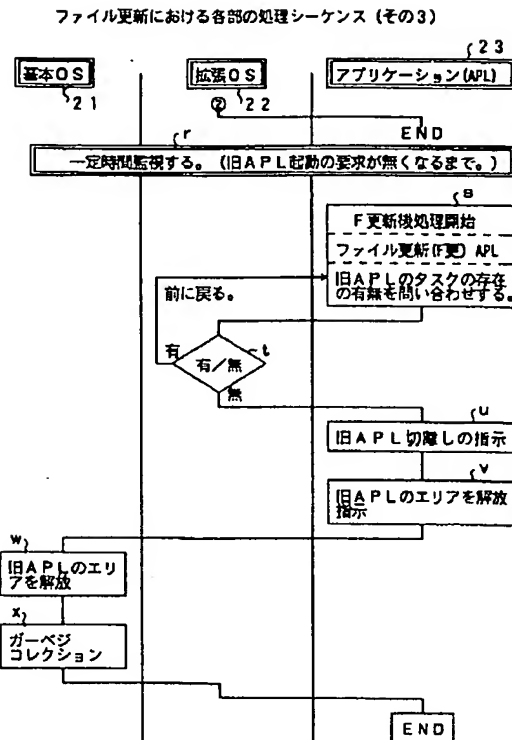 ファイル更新における各部の処理シーケンス（その３）
２３
基本ＯＳ
拡張ＯＳ
アプリケーション(APL)
２１
②
２２
ＥＮＤ
r
一定時間監視する。（旧ＡＰＬ起動の要求が無くなるまで。）
s
Ｆ更新後処理開始
ファイル更新(F更) APL
旧ＡＰＬのタスクの存在
の有無を問い合わせする。
前に戻る。
有
有／無
t
無
u
旧ＡＰＬ切離しの指示
v
旧ＡＰＬのエリアを解放
指示
w
旧ＡＰＬのエリ
アを解放
x
ガーベジ
コレクション
ＥＮＤ